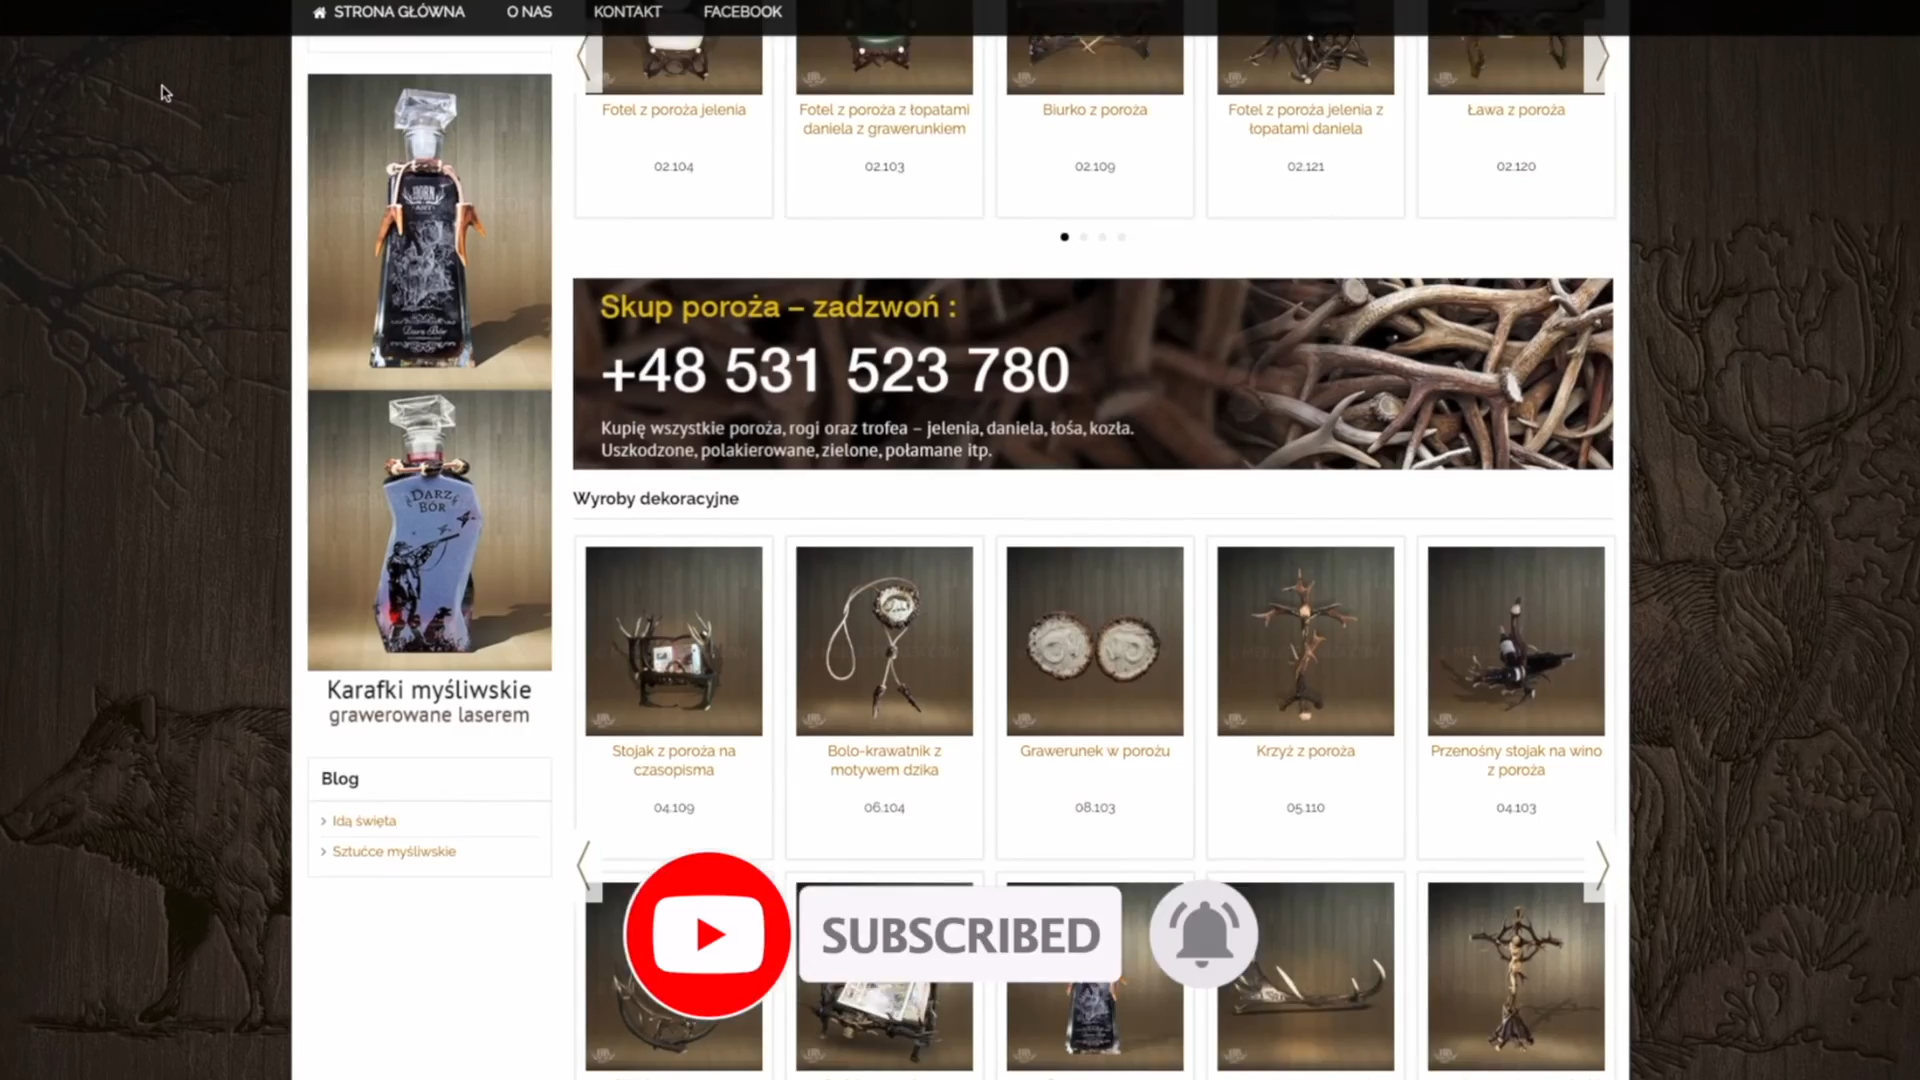 STRONA GŁÓWNA
O NAS
KONTAKT
FACEBOOK
Fotel z poroża jelenia
02.104
Fotel z poroża z łopatami
daniela z grawerunkiem
02.103
Biurko z poroża
02.109
Fotel z poroża jelenia z
łopatami daniela
02.121
Ława z poroża
02.120
Skup poroża – zadzwoń :
+48 531 523 780
Kupię wszystkie poroża, rogi oraz trofea – jelenia, daniela, łośa, kozła.
Uszkodzone, polakierowane, zielone, połamane itp.
DARZ
BÓR
Karafki myśliwskie
grawerowane laserem
Blog
Idą święta
Sztućce myśliwskie
Wyroby dekoracyjne
Stojak z poroża na
czasopisma
04.109
Bolo-krawatnik z
motywem dzika
06.104
Grawerunek w porożu
08.103
Krzyż z poroża
05.110
Przenośny stojak na wino
z poroża
04.103
SUBSCRIBED